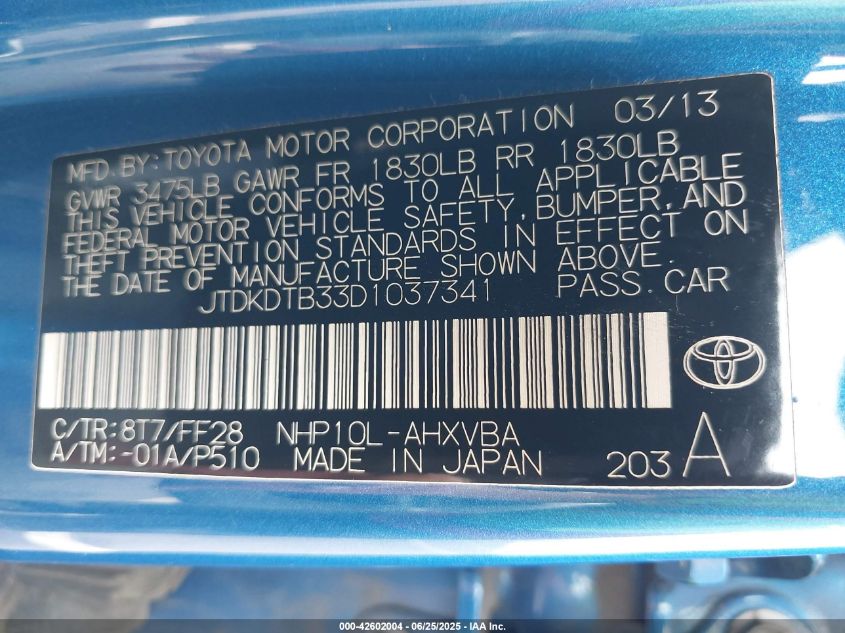 MFD. BY: TOYOTA MOTOR CORPORATION 03/13
GVWR 3475LB GAWR FR 1830LB RR 1830LB
THIS VEHICLE CONFORMS TO ALL APPLICABLE
FEDERAL MOTOR VEHICLE SAFETY, BUMPER, AND
THEFT PREVENTION STANDARDS IN EFFECT ON
THE DATE OF MANUFACTURE SHOWN ABOVE.
JTDKDTB33D1037341 PASS. CAR
C/TR: 8T7/FF28 NHP10L-AHXVBA
A/TM: -01A/P510 MADE IN JAPAN 203 A
000-42602004 - 06/25/2025 - IAA Inc.